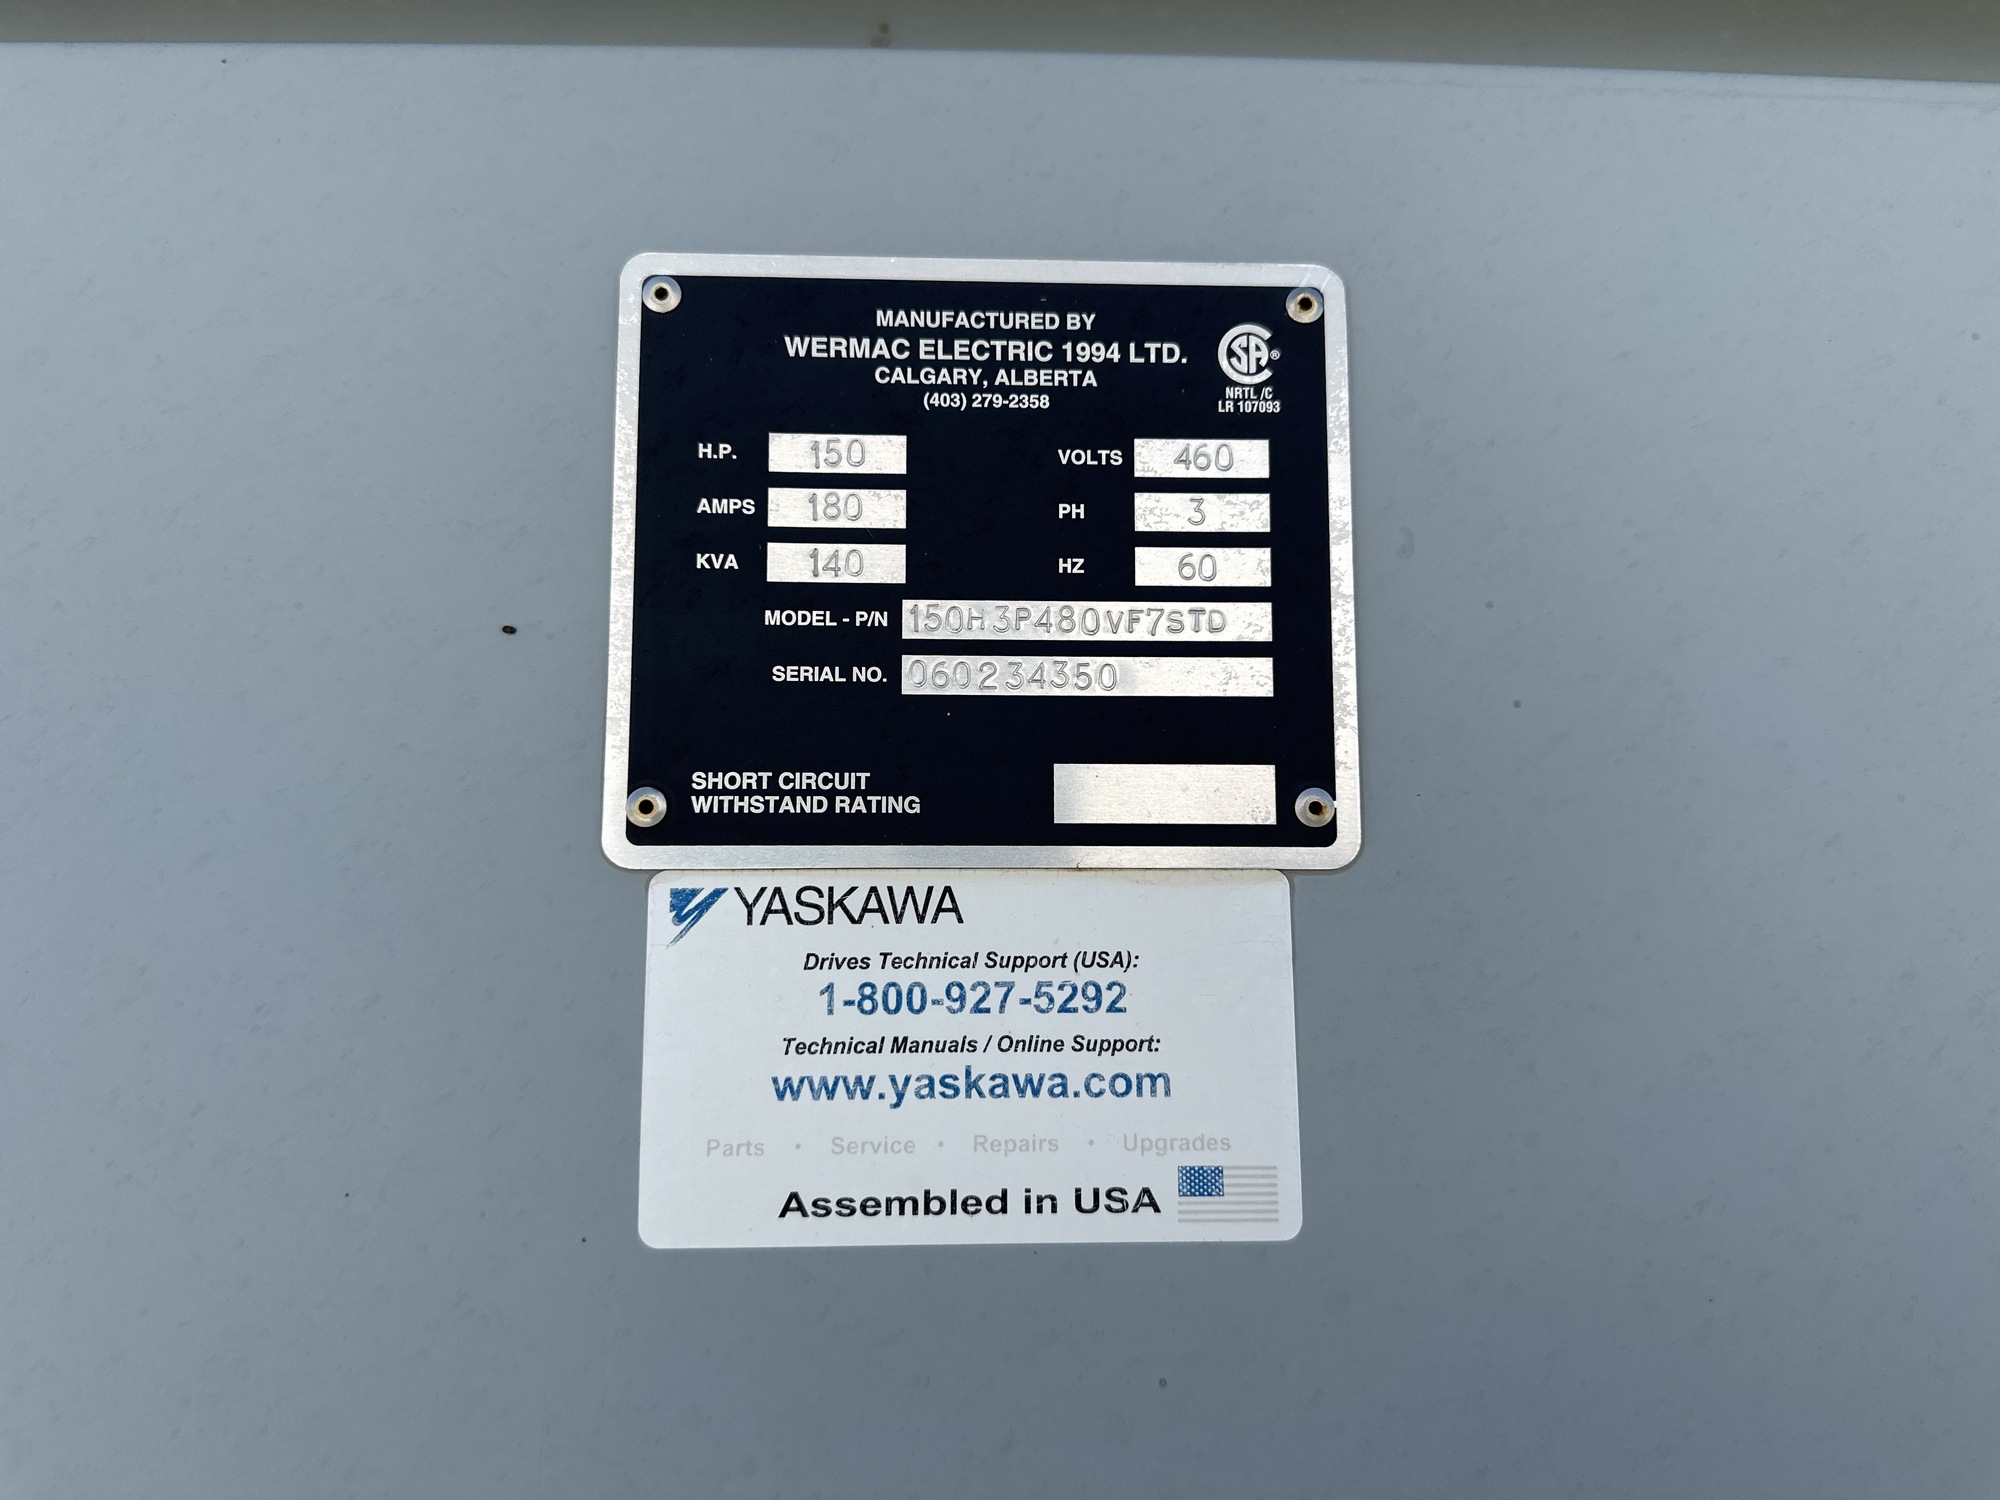 MANUFACTURED BY
WERMAC ELECTRIC 1994 LTD.
CALGARY, ALBERTA
(403) 279-2358
SA®
NRTL /C
LR 107093
H.P. 150 VOLTS 460
AMPS 180 PH 3
KVA 140 HZ 60
MODEL - P/N 150H3P480VF7STD
SERIAL NO. 060234350
SHORT CIRCUIT
WITHSTAND RATING
YASKAWA
Drives Technical Support (USA):
1-800-927-5292
Technical Manuals / Online Support:
www.yaskawa.com
Parts • Service • Repairs • Upgrades
Assembled in USA